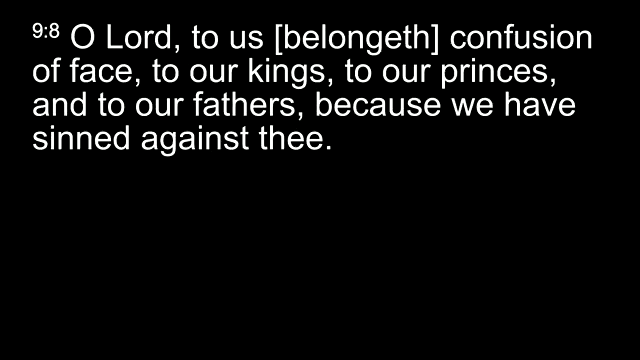 9:8 O Lord, to us [belongeth] confusion
of face, to our kings, to our princes,
and to our fathers, because we have
sinned against thee.